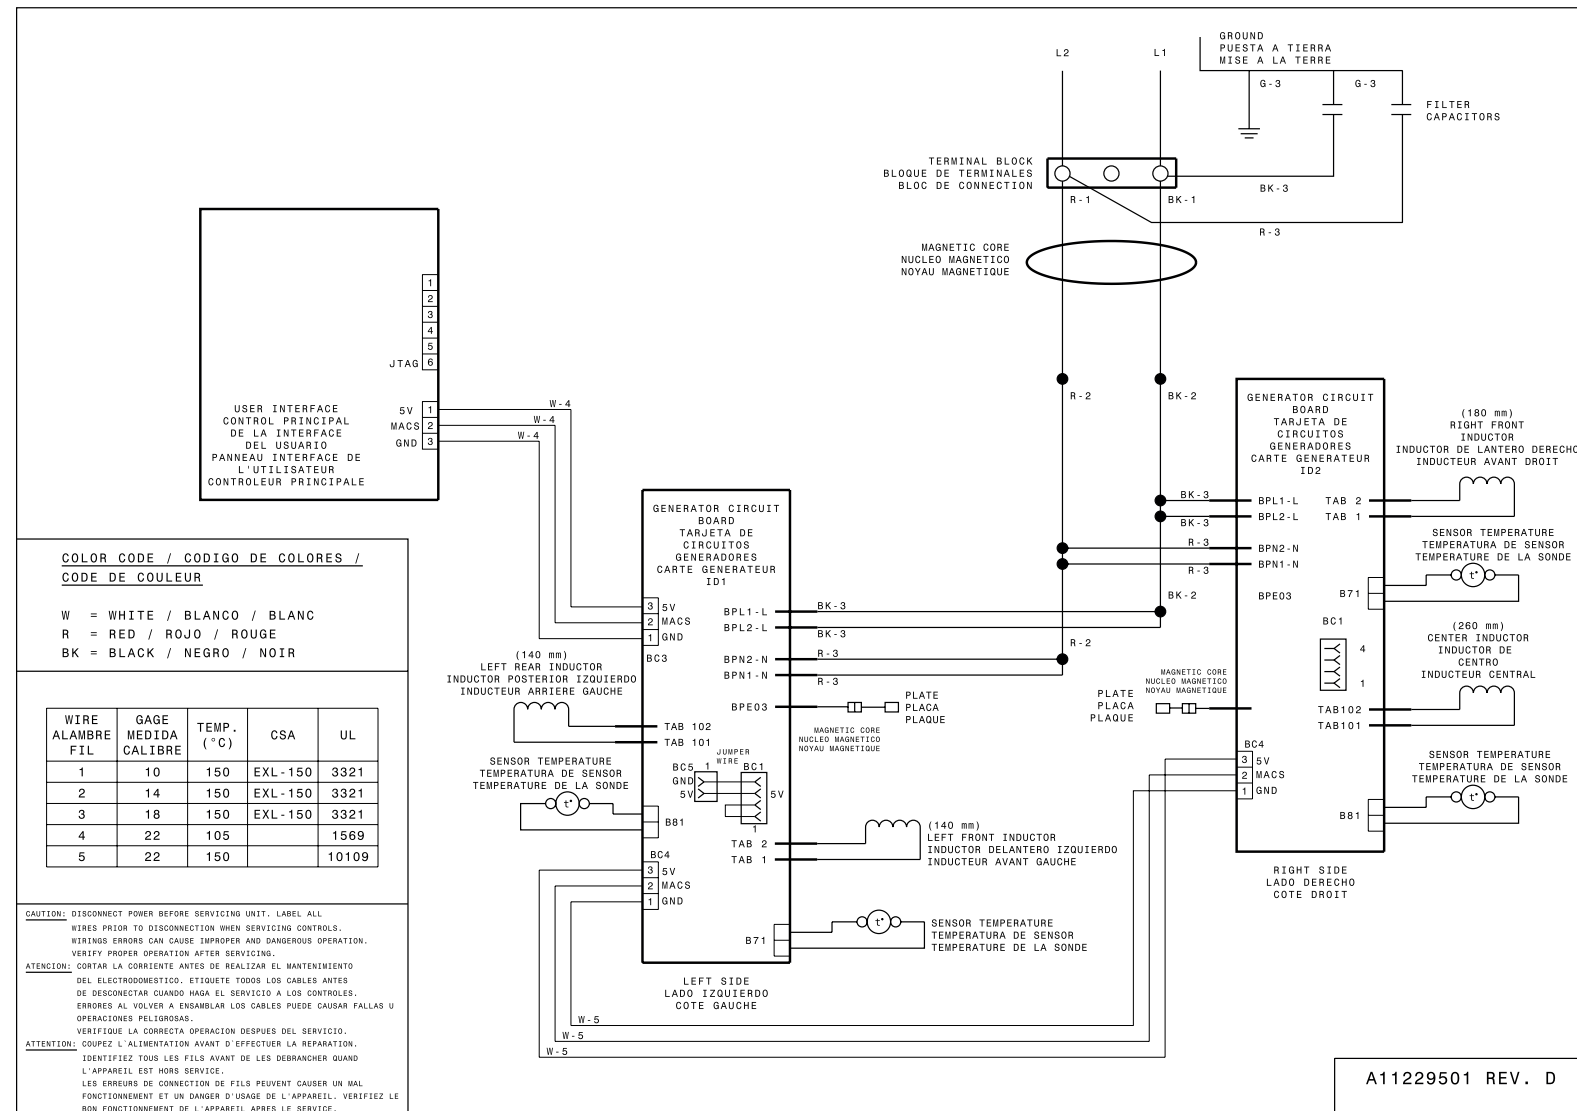 L2
L1
GROUND
PUESTA A TIERRA
MISE A LA TERRE
G-3
G-3
FILTER
CAPACITORS
TERMINAL BLOCK
BLOQUE DE TERMINALES
BLOC DE CONNECTION
R-1
BK-1
BK-3
R-3
MAGNETIC CORE
NUCLEO MAGNETICO
NOYAU MAGNETIQUE
R-2
BK-2
1
2
3
4
5
JTAG 6
USER INTERFACE
CONTROL PRINCIPAL
DE LA INTERFACE
DEL USUARIO
PANNEAU INTERFACE DE
L'UTILISATEUR
CONTROLEUR PRINCIPALE
5V 1
MACS 2
GND 3
W-4
W-4
W-4
GENERATOR CIRCUIT
BOARD
TARJETA DE
CIRCUITOS
GENERADORES
CARTE GENERATEUR
ID2
BK-3
BPL1-L
BK-3
BPL2-L
R-3
BPN2-N
R-3
BPN1-N
BPE03
TAB 2
TAB 1
(180 mm)
RIGHT FRONT
INDUCTOR
INDUCTOR DE LANTERO DERECHO
INDUCTEUR AVANT DROIT
SENSOR TEMPERATURE
TEMPERATURA DE SENSOR
TEMPERATURE DE LA SONDE
t°
B71
BC1
4
1
(260 mm)
CENTER INDUCTOR
INDUCTOR DE
CENTRO
INDUCTEUR CENTRAL
TAB102
TAB101
MAGNETIC CORE
NUCLEO MAGNETICO
NOYAU MAGNETIQUE
PLATE
PLACA
PLAQUE
BC4
3 5V
2 MACS
1 GND
SENSOR TEMPERATURE
TEMPERATURA DE SENSOR
TEMPERATURE DE LA SONDE
t°
B81
RIGHT SIDE
LADO DERECHO
COTE DROIT
GENERATOR CIRCUIT
BOARD
TARJETA DE
CIRCUITOS
GENERADORES
CARTE GENERATEUR
ID1
3 5V
2 MACS
1 GND
BC3
BPL1-L
BK-3
BPL2-L
BK-3
BK-2
R-2
BPN2-N
R-3
BPN1-N
R-3
BPE03
PLATE
PLACA
PLAQUE
MAGNETIC CORE
NUCLEO MAGNETICO
NOYAU MAGNETIQUE
(140 mm)
LEFT REAR INDUCTOR
INDUCTOR POSTERIOR IZQUIERDO
INDUCTEUR ARRIERE GAUCHE
TAB 102
TAB 101
JUMPER
WIRE
BC5 1
BC1
GND
5V
5V
1
SENSOR TEMPERATURE
TEMPERATURA DE SENSOR
TEMPERATURE DE LA SONDE
t°
B81
TAB 2
TAB 1
(140 mm)
LEFT FRONT INDUCTOR
INDUCTOR DELANTERO IZQUIERDO
INDUCTEUR AVANT GAUCHE
BC4
3 5V
2 MACS
1 GND
B71
t°
SENSOR TEMPERATURE
TEMPERATURA DE SENSOR
TEMPERATURE DE LA SONDE
LEFT SIDE
LADO IZQUIERDO
COTE GAUCHE
W-5
W-5
W-5
COLOR CODE / CODIGO DE COLORES /
CODE DE COULEUR
W = WHITE / BLANCO / BLANC
R = RED / ROJO / ROUGE
BK = BLACK / NEGRO / NOIR
WIRE ALAMBRE FIL GAGE MEDIDA CALIBRE TEMP. (°C) CSA UL
1 10 150 EXL-150 3321
2 14 150 EXL-150 3321
3 18 150 EXL-150 3321
4 22 105 1569
5 22 150 10109
CAUTION: DISCONNECT POWER BEFORE SERVICING UNIT. LABEL ALL
WIRES PRIOR TO DISCONNECTION WHEN SERVICING CONTROLS.
WIRINGS ERRORS CAN CAUSE IMPROPER AND DANGEROUS OPERATION.
VERIFY PROPER OPERATION AFTER SERVICING.
ATENCION: CORTAR LA CORRIENTE ANTES DE REALIZAR EL MANTENIMIENTO
DEL ELECTRODOMESTICO. ETIQUETE TODOS LOS CABLES ANTES
DE DESCONECTAR CUANDO HAGA EL SERVICIO A LOS CONTROLES.
ERRORES AL VOLVER A ENSAMBLAR LOS CABLES PUEDE CAUSAR FALLAS U
OPERACIONES PELIGROSAS.
VERIFIQUE LA CORRECTA OPERACION DESPUES DEL SERVICIO.
ATTENTION: COUPEZ L`ALIMENTATION AVANT D`EFFECTUER LA REPARATION.
IDENTIFIEZ TOUS LES FILS AVANT DE LES DEBRANCHER QUAND
L'APPAREIL EST HORS SERVICE.
LES ERREURS DE CONNECTION DE FILS PEUVENT CAUSER UN MAL
FONCTIONNEMENT ET UN DANGER D'USAGE DE L'APPAREIL. VERIFIEZ LE
BON FONCTIONNEMENT DE L'APPAREIL APRES LE SERVICE.
A11229501 REV. D